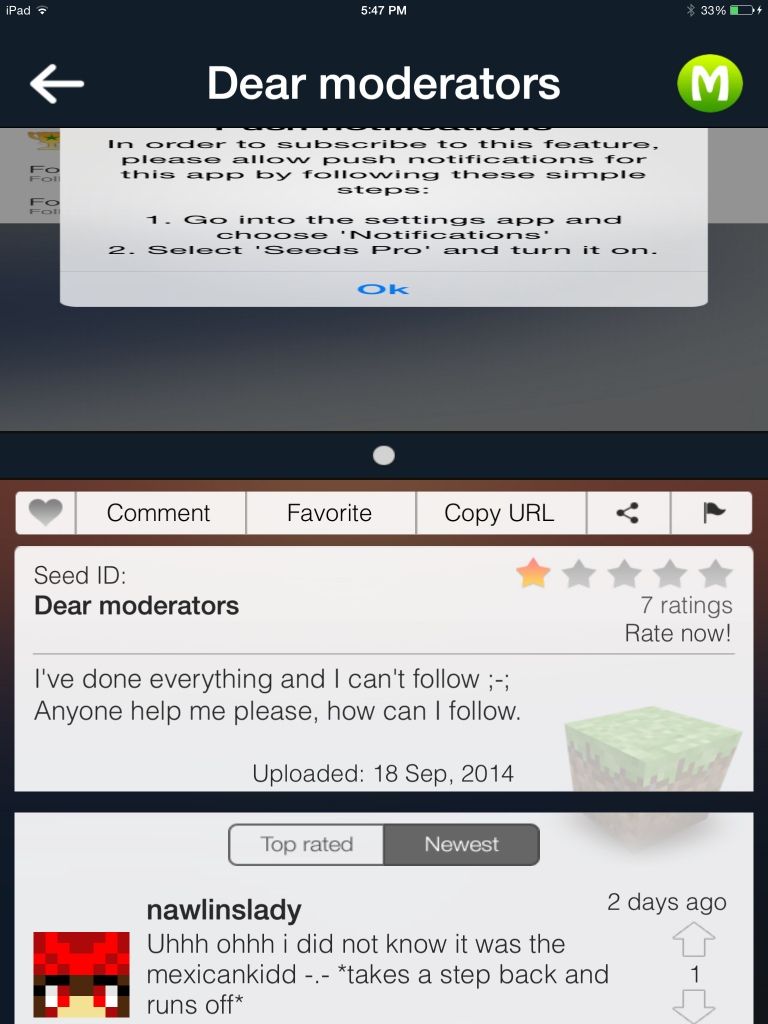 iPad
5:47 PM
33%
Dear moderators
M
Push notifications
In order to subscribe to this feature,
please allow push notifications for
this app by following these simple
steps:
1. Go into the settings app and
choose 'Notifications'
2. Select 'Seeds Pro' and turn it on.
Ok
Fo
Foll
Fo
Foll
Comment
Favorite
Copy URL
Seed ID:
Dear moderators
7 ratings
Rate now!
I've done everything and I can't follow ;-;
Anyone help me please, how can I follow.
Uploaded: 18 Sep, 2014
Top rated
Newest
nawlinslady
2 days ago
Uhhh ohhh i did not know it was the
mexicankidd -.- *takes a step back and
runs off*
1